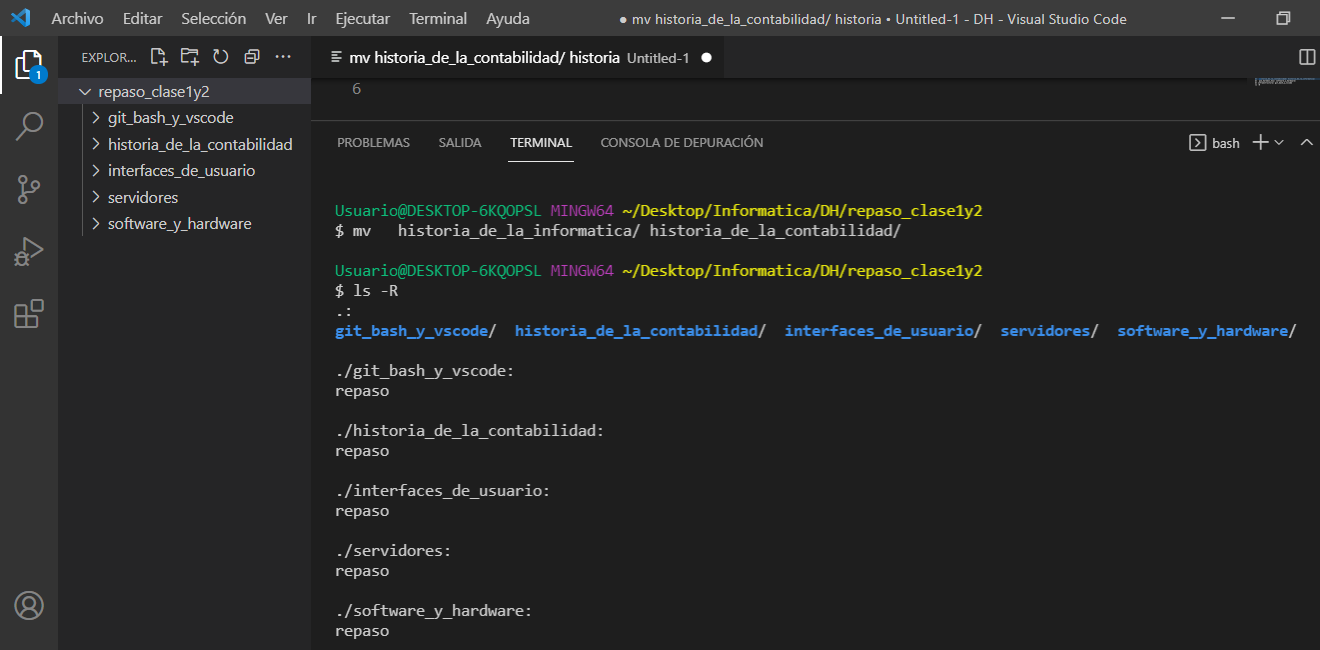 Archivo Editar Selección Ver Ir Ejecutar Terminal Ayuda ● mv historia_de_la_contabilidad/ historia • Untitled-1 - DH - Visual Studio Code
EXPLOR... mv historia_de_la_contabilidad/ historia Untitled-1 ●
1
repaso_clase1y2
git_bash_y_vscode
historia_de_la_contabilidad
interfaces_de_usuario
servidores
software_y_hardware
6
PROBLEMAS SALIDA TERMINAL CONSOLA DE DEPURACIÓN bash
Usuario@DESKTOP-6KQOPSL MINGW64 ~/Desktop/Informatica/DH/repaso_clase1y2
$ mv   historia_de_la_informatica/ historia_de_la_contabilidad/
Usuario@DESKTOP-6KQOPSL MINGW64 ~/Desktop/Informatica/DH/repaso_clase1y2
$ ls -R
.:
git_bash_y_vscode/  historia_de_la_contabilidad/  interfaces_de_usuario/  servidores/  software_y_hardware/
./git_bash_y_vscode:
repaso
./historia_de_la_contabilidad:
repaso
./interfaces_de_usuario:
repaso
./servidores:
repaso
./software_y_hardware:
repaso